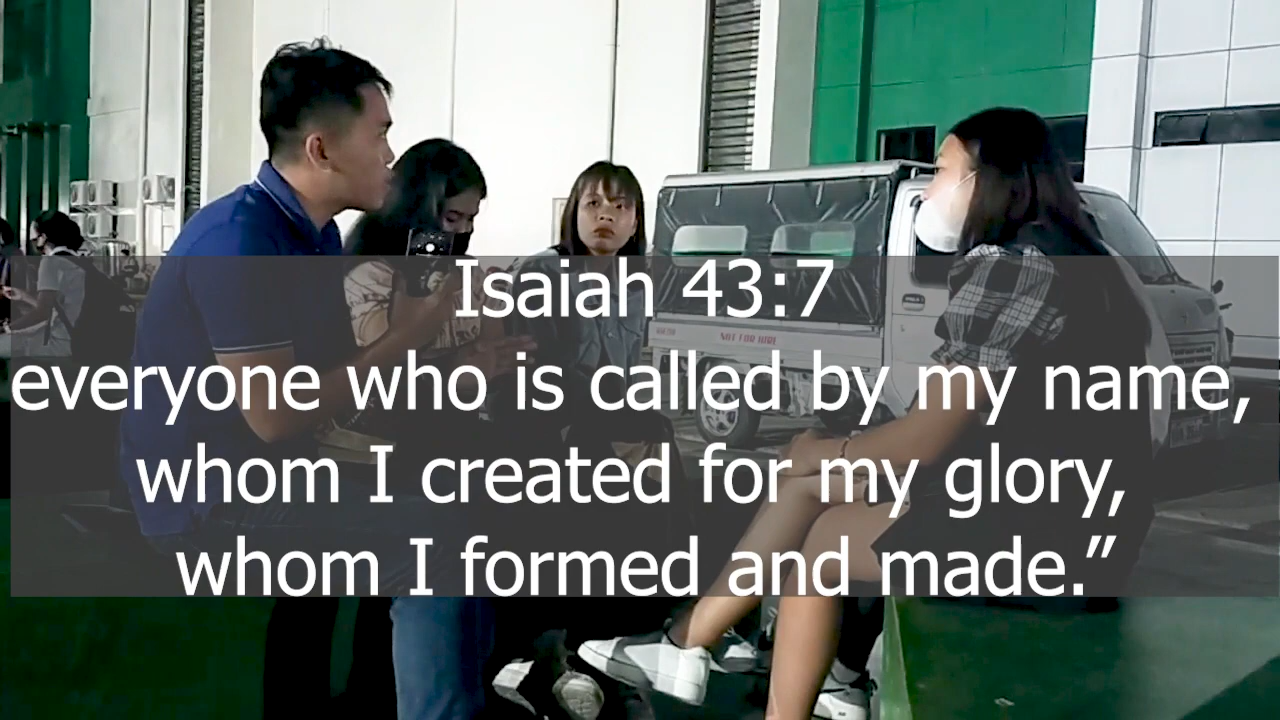 Isaiah 43:7
everyone who is called by my name,
whom I created for my glory,
whom I formed and made.”
NOT FOR HIRE